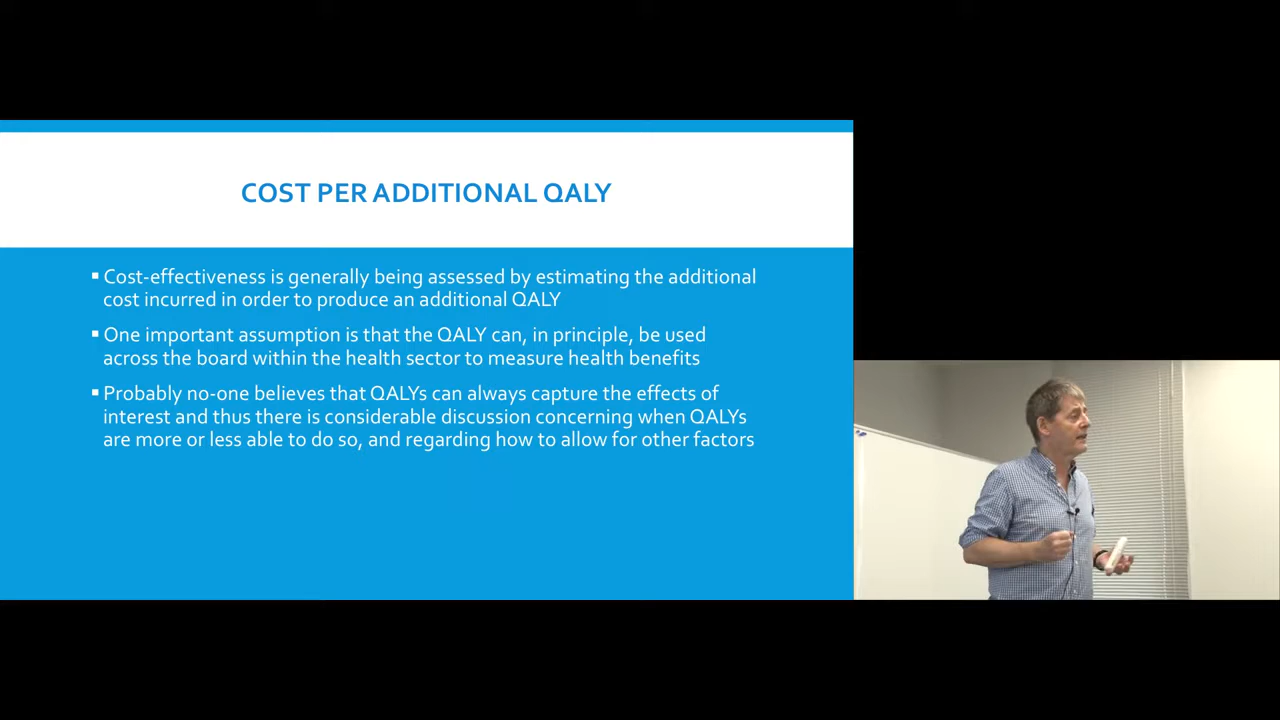 COST PER ADDITIONAL QALY
▪ Cost-effectiveness is generally being assessed by estimating the additional
cost incurred in order to produce an additional QALY
▪ One important assumption is that the QALY can, in principle, be used
across the board within the health sector to measure health benefits
▪ Probably no-one believes that QALYs can always capture the effects of
interest and thus there is considerable discussion concerning when QALYs
are more or less able to do so, and regarding how to allow for other factors